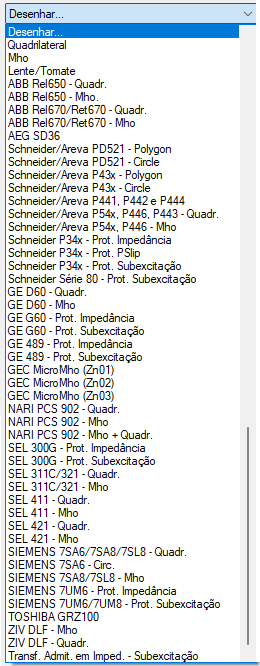 Desenhar...
Desenhar...
Quadrilateral
Mho
Lente/Tomate
ABB Rel650 - Quadr.
ABB Rel650 - Mho.
ABB Rel670/Ret670 - Quadr.
ABB Rel670/Ret670 - Mho
AEG SD36
Schneider/Areva PD521 - Polygon
Schneider/Areva PD521 - Circle
Schneider/Areva P43x - Polygon
Schneider/Areva P43x - Circle
Schneider/Areva P441, P442 e P444
Schneider/Areva P54x, P446, P443 - Quadr.
Schneider/Areva P54x, P446 - Mho
Schneider P34x - Prot. Impedância
Schneider P34x - Prot. PSlip
Schneider P34x - Prot. Subexcitação
Schneider Série 80 - Prot. Subexcitação
GE D60 - Quadr.
GE D60 - Mho
GE G60 - Prot. Impedância
GE G60 - Prot. Subexcitação
GE 489 - Prot. Impedância
GE 489 - Prot. Subexcitação
GEC MicroMho (Zn01)
GEC MicroMho (Zn02)
GEC MicroMho (Zn03)
NARI PCS 902 - Quadr.
NARI PCS 902 - Mho
NARI PCS 902 - Mho + Quadr.
SEL 300G - Prot. Impedância
SEL 300G - Prot. Subexcitação
SEL 311C/321 - Quadr.
SEL 311C/321 - Mho
SEL 411 - Quadr.
SEL 411 - Mho
SEL 421 - Quadr.
SEL 421 - Mho
SIEMENS 7SA6/7SA8/7SL8 - Quadr.
SIEMENS 7SA6 - Circ.
SIEMENS 7SA8/7SL8 - Mho
SIEMENS 7UM6 - Prot. Impedância
SIEMENS 7UM6/7UM8 - Prot. Subexcitação
TOSHIBA GRZ100
ZIV DLF - Mho
ZIV DLF - Quadr.
Transf. Admit. em Imped. - Subexcitação